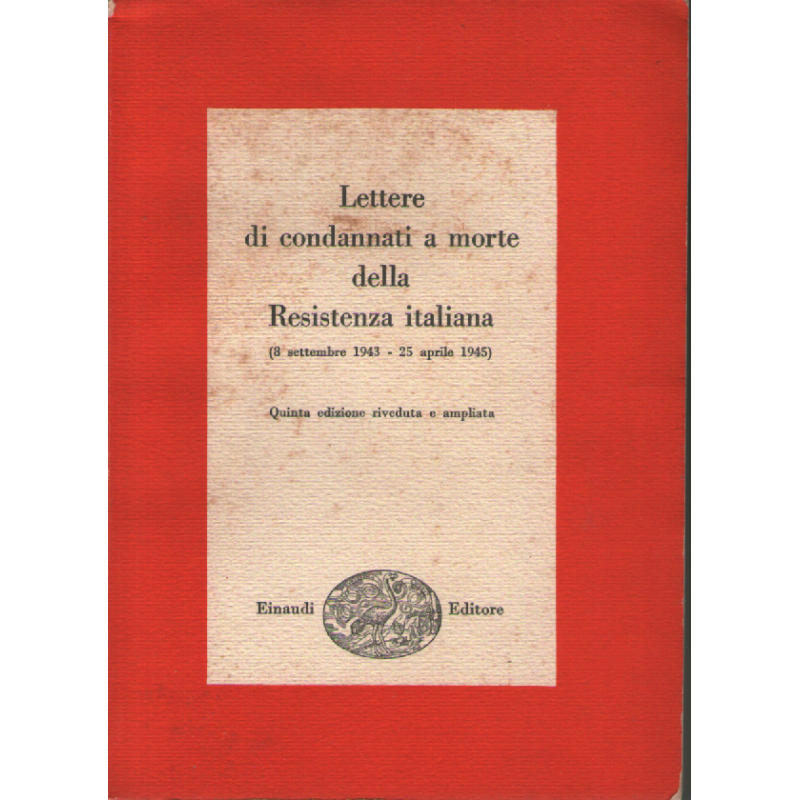 Lettere
di condannati a morte
della
Resistenza italiana
(8 settembre 1943 - 25 aprile 1945)
Quinta edizione riveduta e ampliata
Einaudi Editore